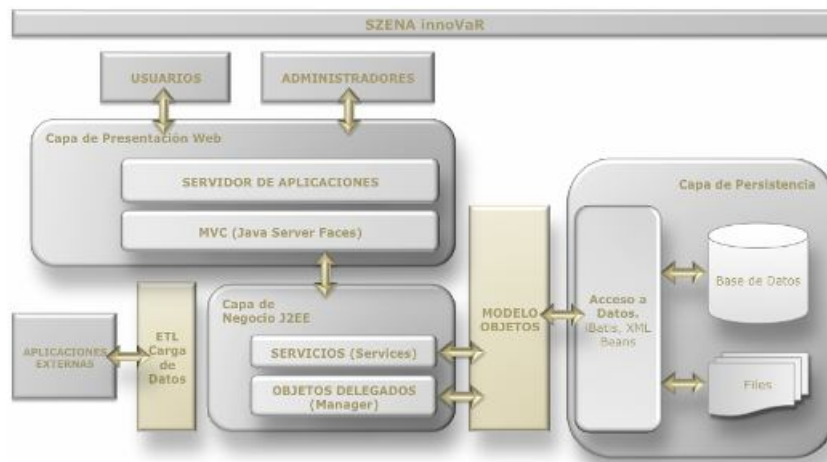 SZENA innoVaR
USUARIOS
ADMINISTRADORES
Capa de Presentación Web
SERVIDOR DE APLICACIONES
MVC (Java Server Faces)
Capa de Persistencia
Base de Datos
Acceso a
Datos.
iBatis, XML
Beans
Files
MODELO
OBJETOS
Capa de
Negocio J2EE
SERVICIOS (Services)
OBJETOS DELEGADOS
(Manager)
ETL
Carga
de
Datos
APLICACIONES
EXTERNAS